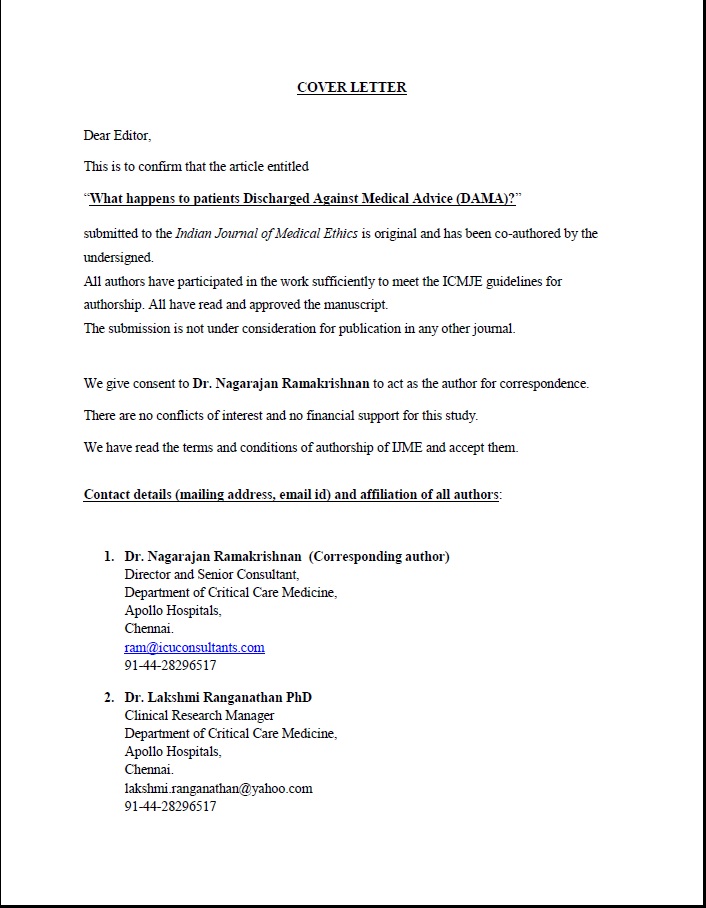 COVER LETTER
Dear Editor,
This is to confirm that the article entitled
“What happens to patients Discharged Against Medical Advice (DAMA)?”
submitted to the Indian Journal of Medical Ethics is original and has been co-authored by the
undersigned.
All authors have participated in the work sufficiently to meet the ICMJE guidelines for
authorship. All have read and approved the manuscript.
The submission is not under consideration for publication in any other journal.
We give consent to Dr. Nagarajan Ramakrishnan to act as the author for correspondence.
There are no conflicts of interest and no financial support for this study.
We have read the terms and conditions of authorship of IJME and accept them.
Contact details (mailing address, email id) and affiliation of all authors:
1. Dr. Nagarajan Ramakrishnan (Corresponding author)
Director and Senior Consultant,
Department of Critical Care Medicine,
Apollo Hospitals,
Chennai.
ram@icuconsultants.com
91-44-28296517
2. Dr. Lakshmi Ranganathan PhD
Clinical Research Manager
Department of Critical Care Medicine,
Apollo Hospitals,
Chennai.
lakshmi.ranganathan@yahoo.com
91-44-28296517